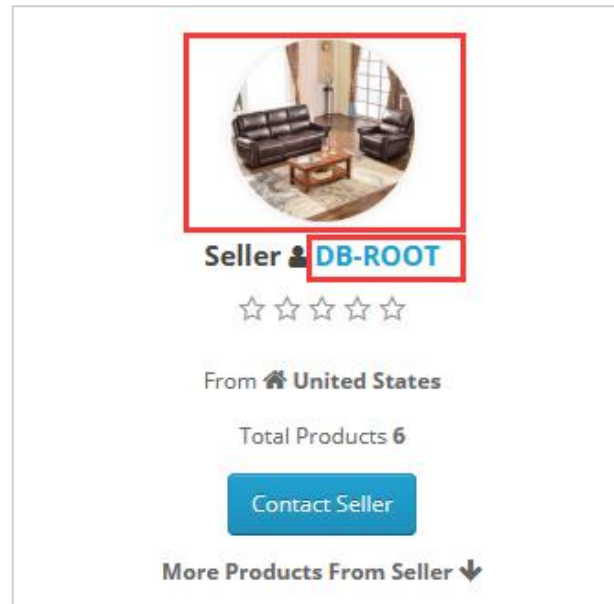 Seller DB-ROOT
From United States
Total Products 6
Contact Seller
More Products From Seller